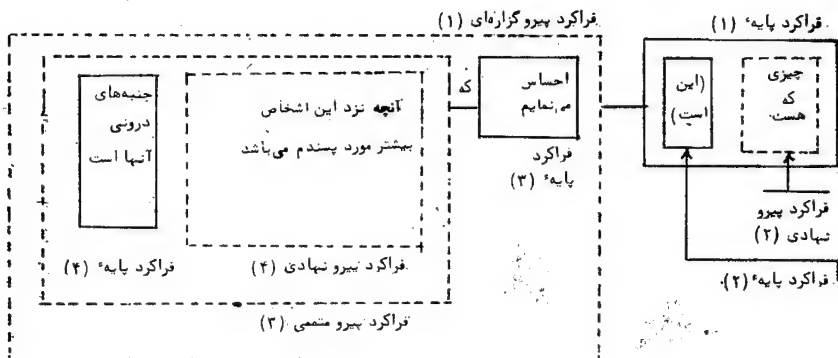 فراکرد پایهٔ (۱)
فراکرد پیرو گزاره‌ای (۱)
چیزی
که
هست
(این
است)
احساس
می‌نمایم
که
آنچه نزد این اشخاص
بیشتر مورد پسندم می‌باشد
جنبه‌های
درونی
آنها است
فراکرد
پایهٔ (۳)
فراکرد پیرو
نهادی (۲)
فراکرد پایهٔ (۲).
فراکرد پیرو نهادی (۴)
فراکرد پایهٔ (۴)
فراکرد پیرو متممی (۳)